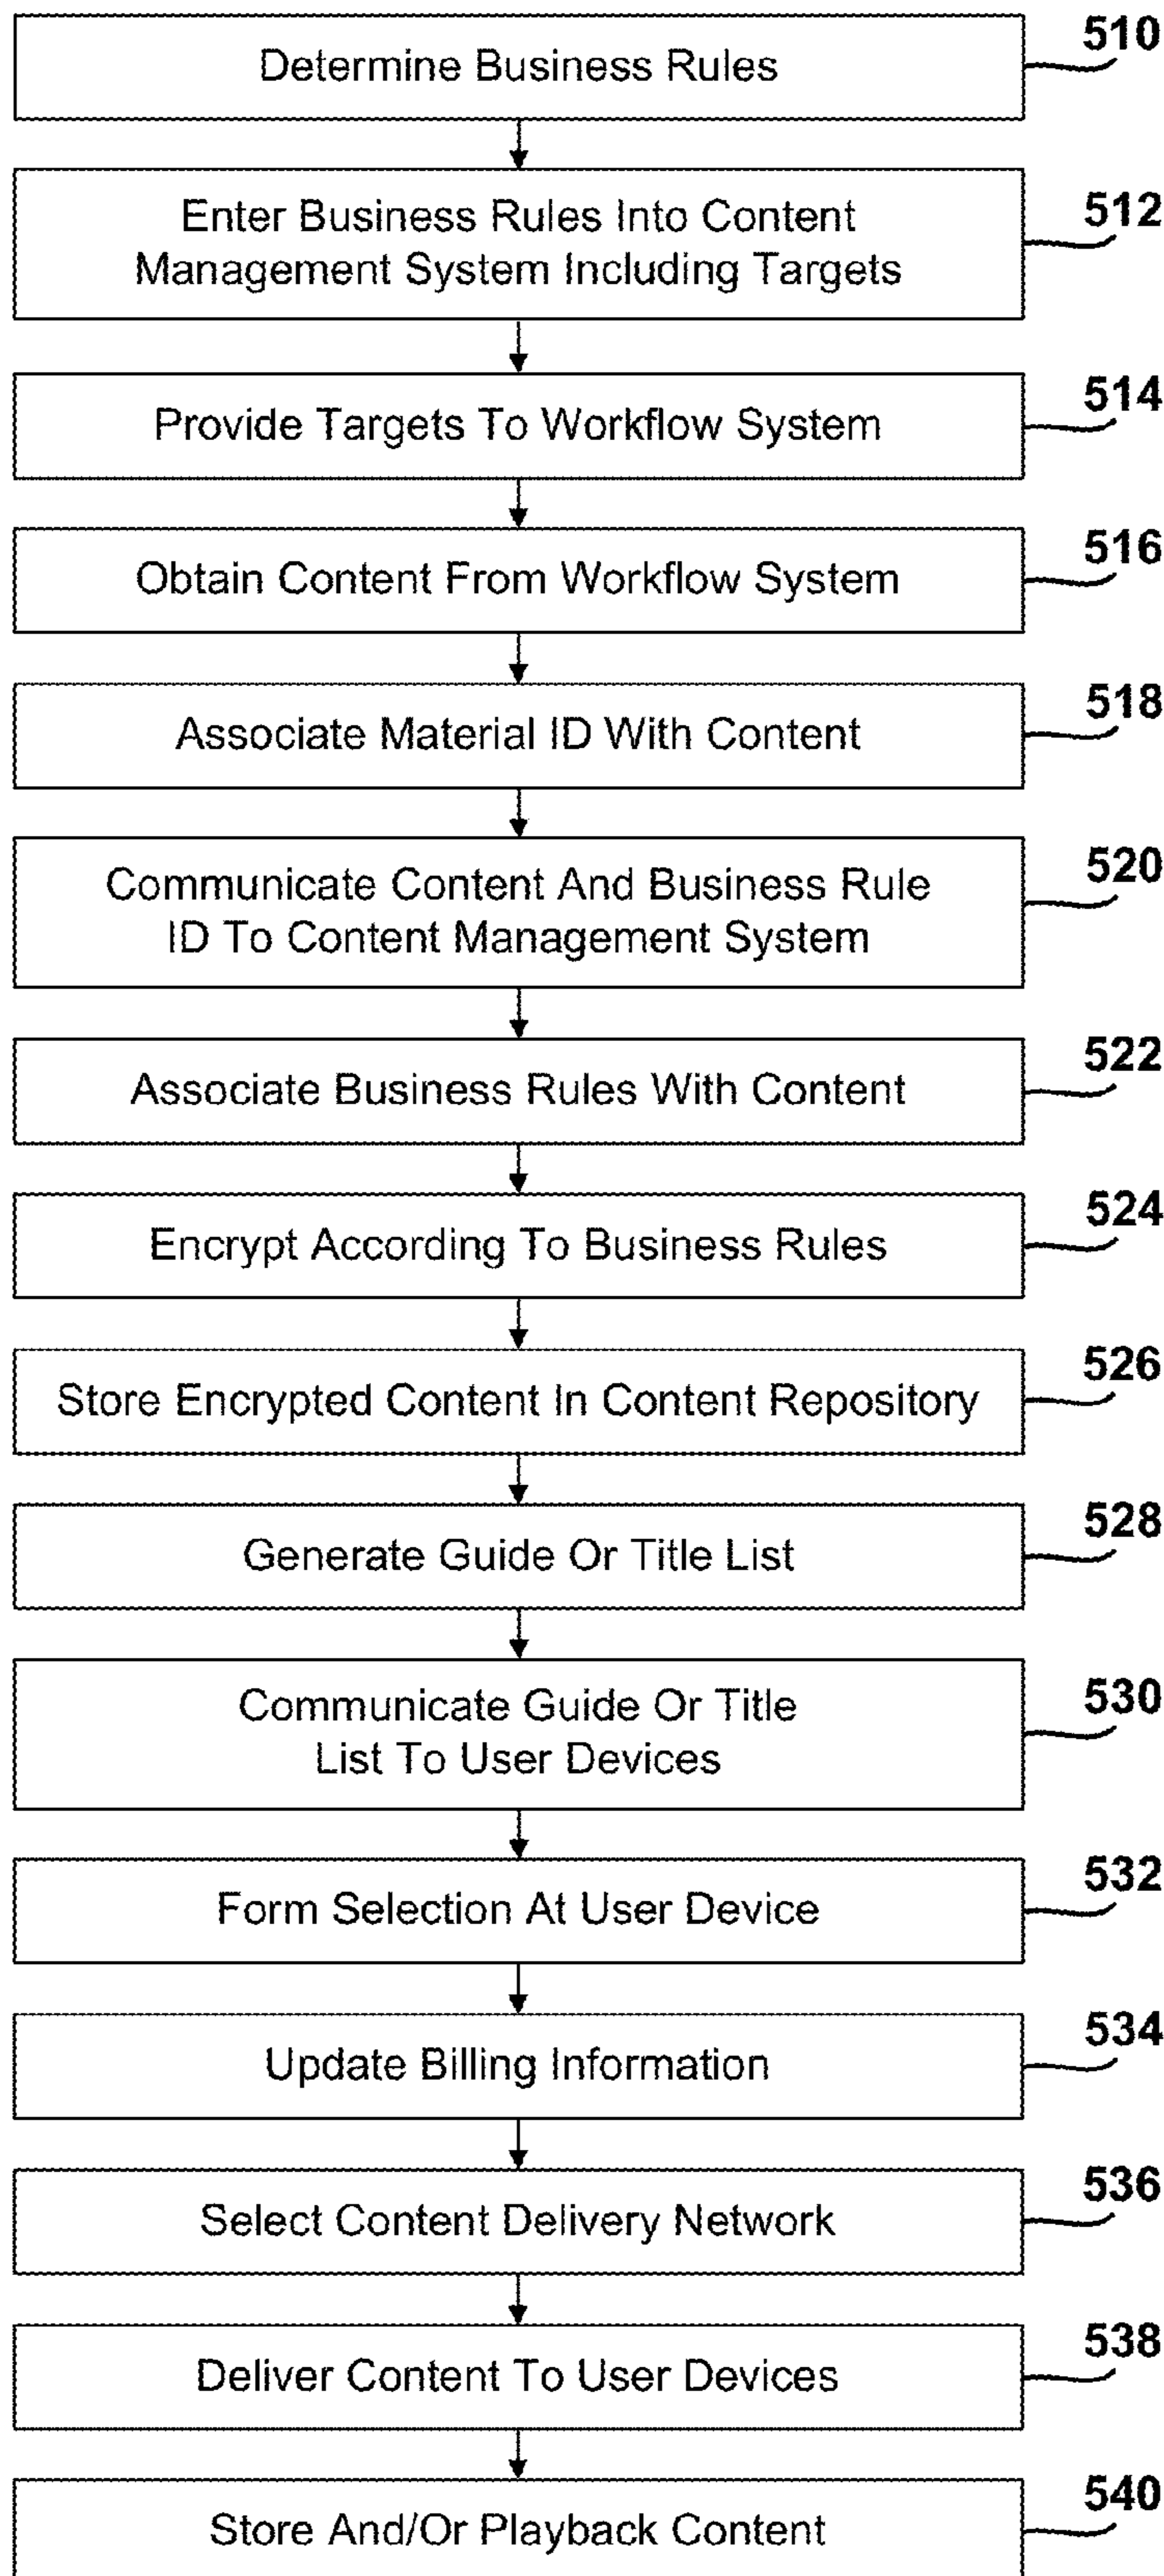 510
Determine Business Rules
512
Enter Business Rules Into Content
Management System Including Targets
514
Provide Targets To Workflow System
516
Obtain Content From Workflow System
518
Associate Material ID With Content
520
Communicate Content And Business Rule
ID To Content Management System
522
Associate Business Rules With Content
524
Encrypt According To Business Rules
526
Store Encrypted Content In Content Repository
528
Generate Guide Or Title List
530
Communicate Guide Or Title
List To User Devices
532
Form Selection At User Device
534
Update Billing Information
536
Select Content Delivery Network
538
Deliver Content To User Devices
540
Store And/Or Playback Content